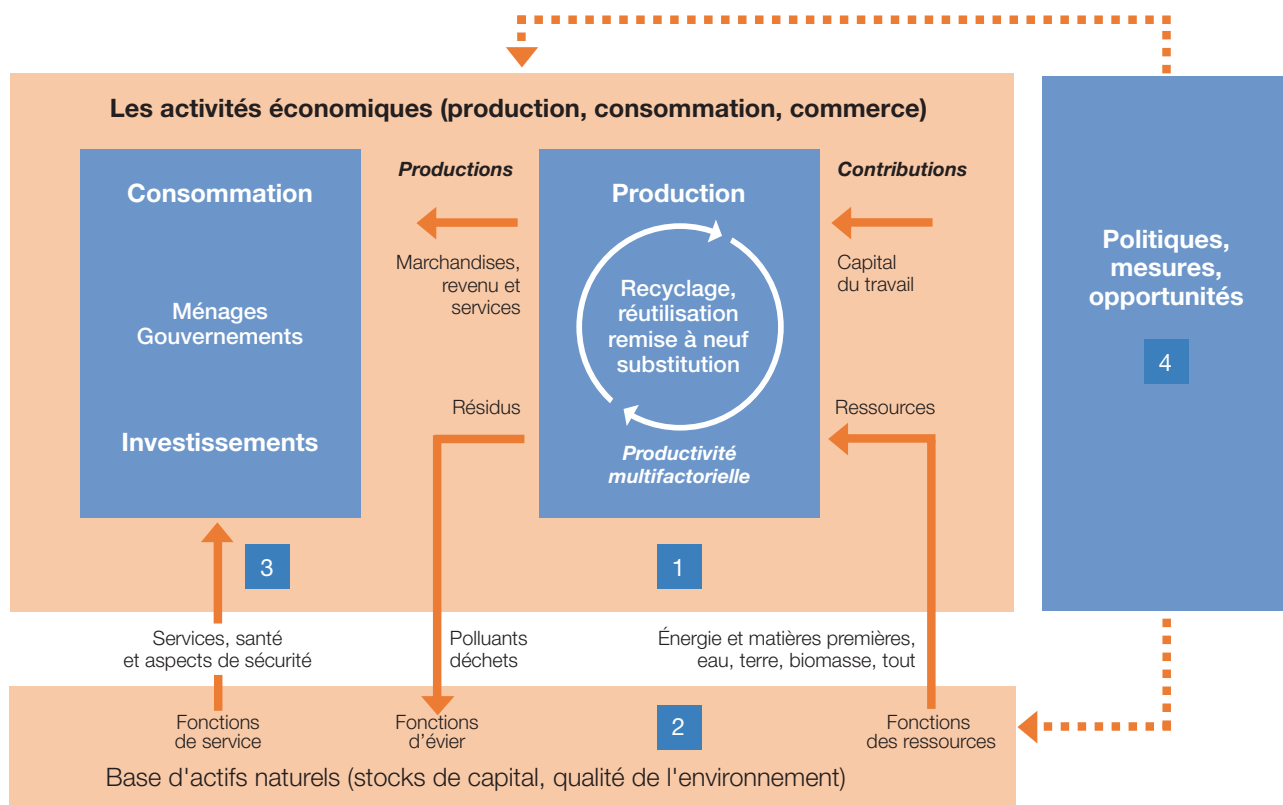 Les activités économiques (production, consommation, commerce)
Consommation
Ménages
Gouvernements
Investissements
3
Productions
Marchandises,
revenu et
services
Résidus
Production
Recyclage,
réutilisation
remise à neuf
substitution
Productivité
multifactorielle
1
Contributions
Capital
du travail
Ressources
Politiques,
mesures,
opportunités
4
Services, santé
et aspects de sécurité
Polluants
déchets
Énergie et matières premières,
eau, terre, biomasse, tout
Fonctions
de service
Fonctions
d'évier
2
Fonctions
des ressources
Base d'actifs naturels (stocks de capital, qualité de l'environnement)